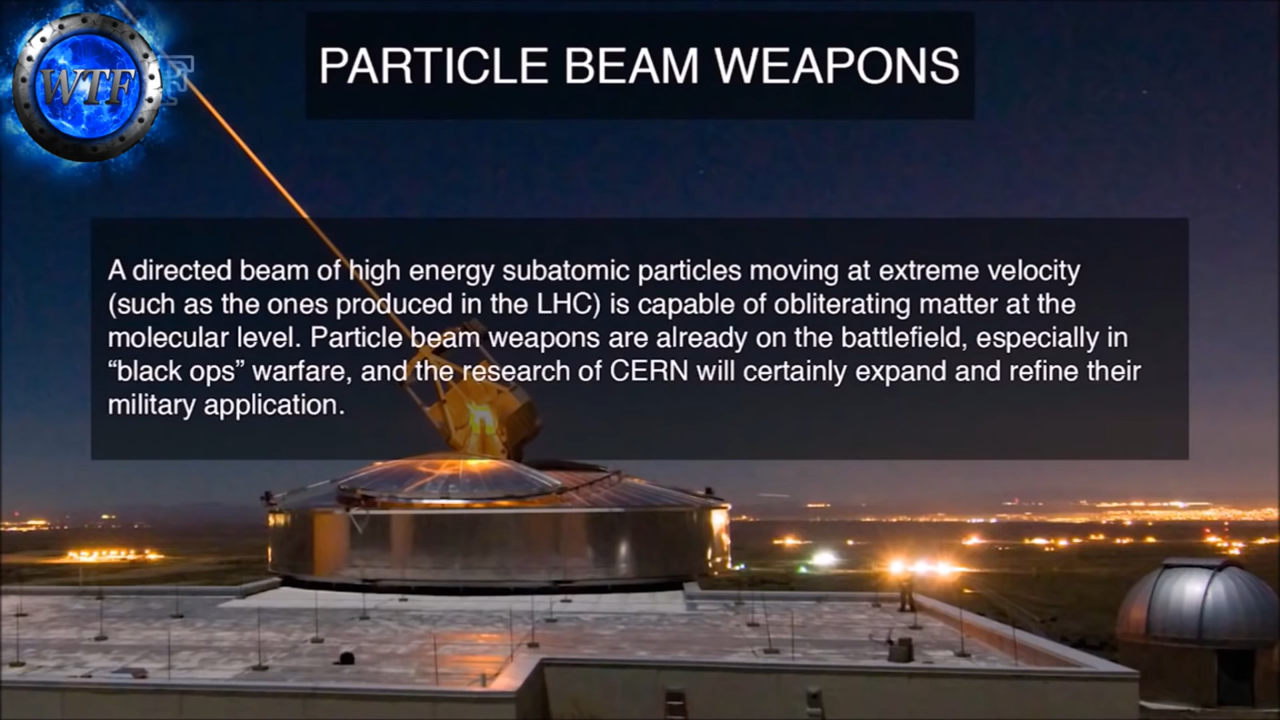 WTF
PARTICLE BEAM WEAPONS
A directed beam of high energy subatomic particles moving at extreme velocity
(such as the ones produced in the LHC) is capable of obliterating matter at the
molecular level. Particle beam weapons are already on the battlefield, especially in
“black ops” warfare, and the research of CERN will certainly expand and refine their
military application.